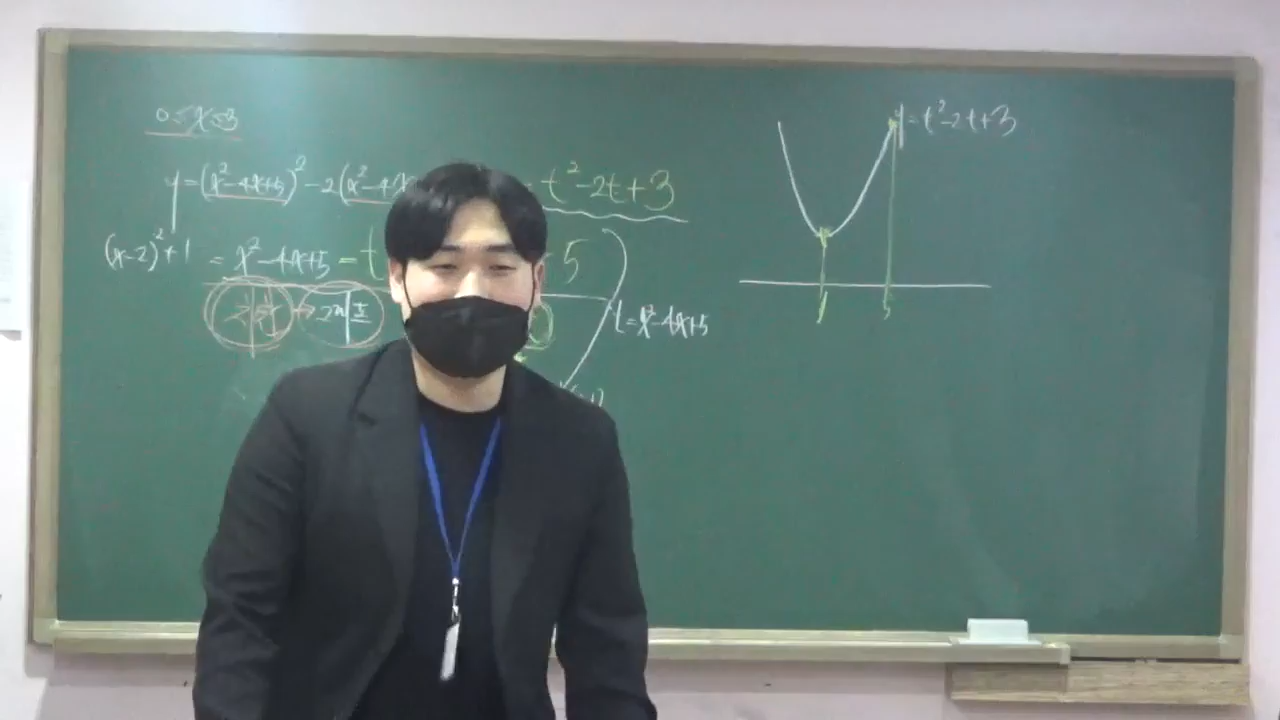 0≤x≤3
y=(x²-4x+5)²-2(x²-4x
t²-2t+3
(x-2)²+1 = x²-4x+5 = t
5
t=x²-4x+5
y=t²-2t+3
1 5